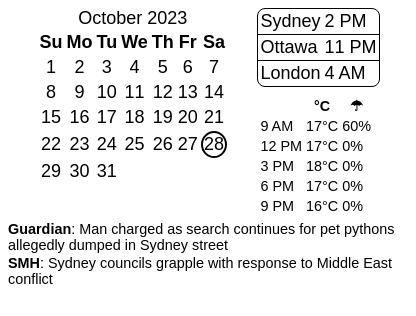 October 2023
Su Mo Tu We Th Fr Sa
1 2 3 4 5 6 7
8 9 10 11 12 13 14
15 16 17 18 19 20 21
22 23 24 25 26 27 28
29 30 31
Sydney 2 PM
Ottawa 11 PM
London 4 AM
°C ☂
9 AM 17°C 60%
12 PM 17°C 0%
3 PM 18°C 0%
6 PM 17°C 0%
9 PM 16°C 0%
Guardian: Man charged as search continues for pet pythons
allegedly dumped in Sydney street
SMH: Sydney councils grapple with response to Middle East
conflict